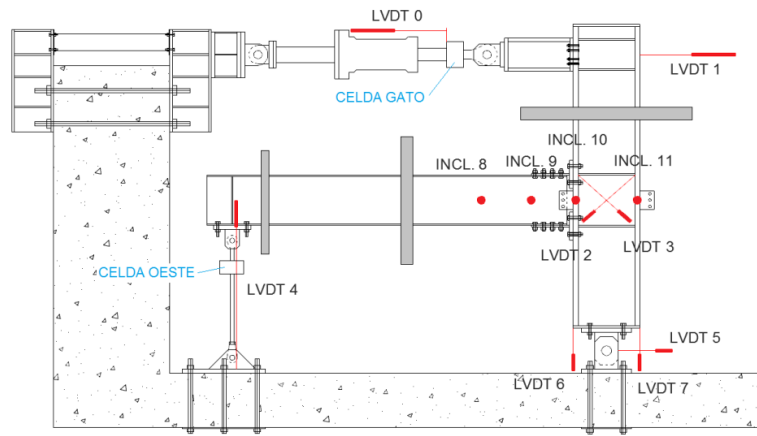 LVDT 0
LVDT 1
CELDA GATO
INCL. 10
INCL. 8
INCL. 9
INCL. 11
LVDT 2
LVDT 3
CELDA OESTE
LVDT 4
LVDT 5
LVDT 6
LVDT 7